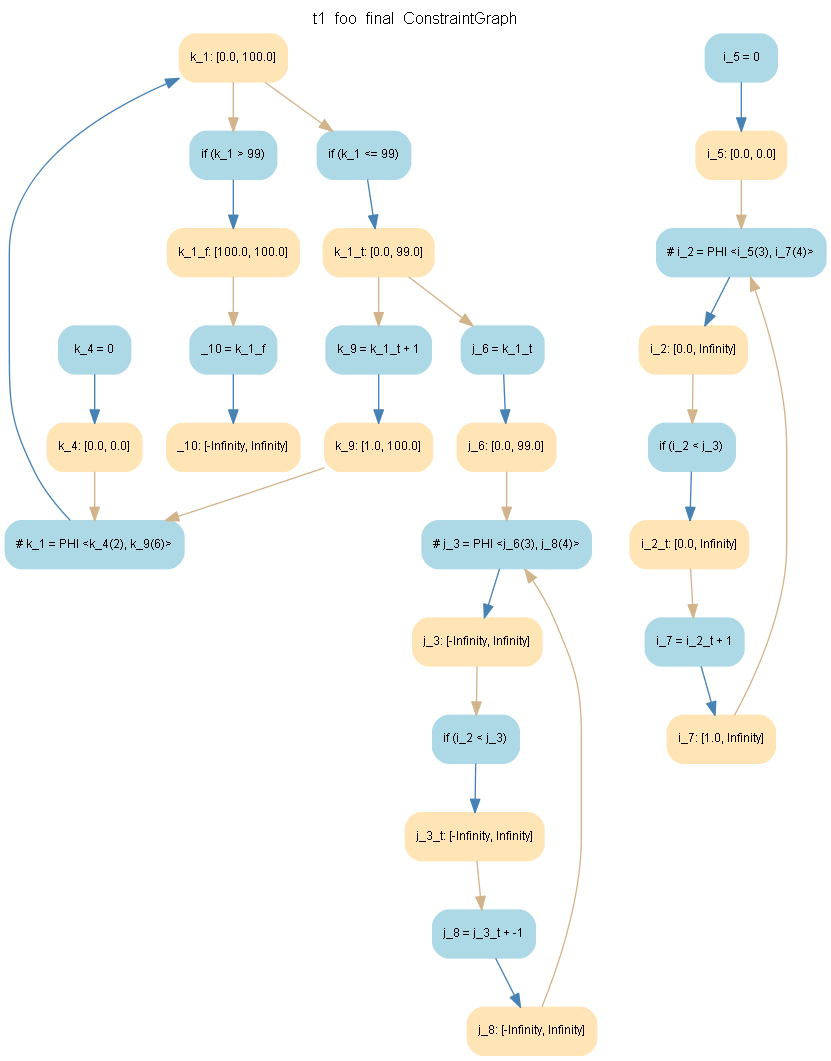 t1 foo final ConstraintGraph
k_1: [0.0, 100.0]
i_5 = 0
if (k_1 > 99)
if (k_1 <= 99)
i_5: [0.0, 0.0]
k_1_f: [100.0, 100.0]
k_1_t: [0.0, 99.0]
# i_2 = PHI <i_5(3), i_7(4)>
k_4 = 0
_10 = k_1_f
k_9 = k_1_t + 1
j_6 = k_1_t
i_2: [0.0, Infinity]
k_4: [0.0, 0.0]
_10: [-Infinity, Infinity]
k_9: [1.0, 100.0]
j_6: [0.0, 99.0]
if (i_2 < j_3)
# k_1 = PHI <k_4(2), k_9(6)>
# j_3 = PHI <j_6(3), j_8(4)>
i_2_t: [0.0, Infinity]
j_3: [-Infinity, Infinity]
i_7 = i_2_t + 1
if (i_2 < j_3)
i_7: [1.0, Infinity]
j_3_t: [-Infinity, Infinity]
j_8 = j_3_t + -1
j_8: [-Infinity, Infinity]